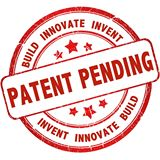 BUILD INNOVATE INVENT
PATENT PENDING
INVENT INNOVATE BUILD